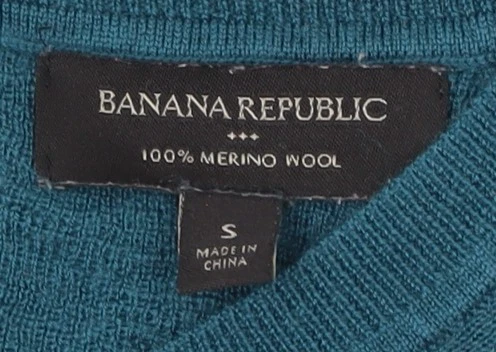 BANANA REPUBLIC
100% MERINO WOOL
S
MADE IN
CHINA